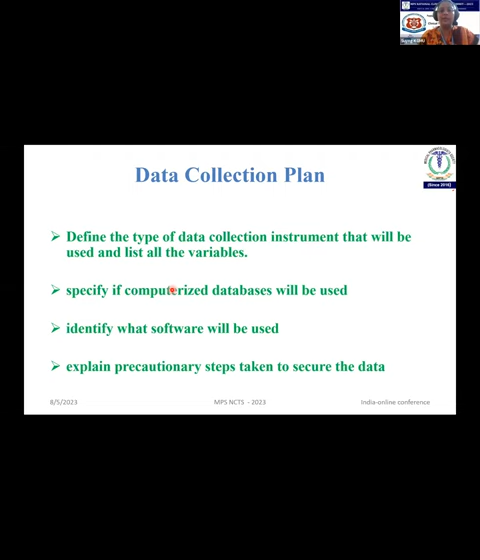 Data Collection Plan
(Since 2016)
➢ Define the type of data collection instrument that will be
used and list all the variables.
➢ specify if computerized databases will be used
➢ identify what software will be used
➢ explain precautionary steps taken to secure the data
8/5/2023 MPS NCTS - 2023 India-online conference